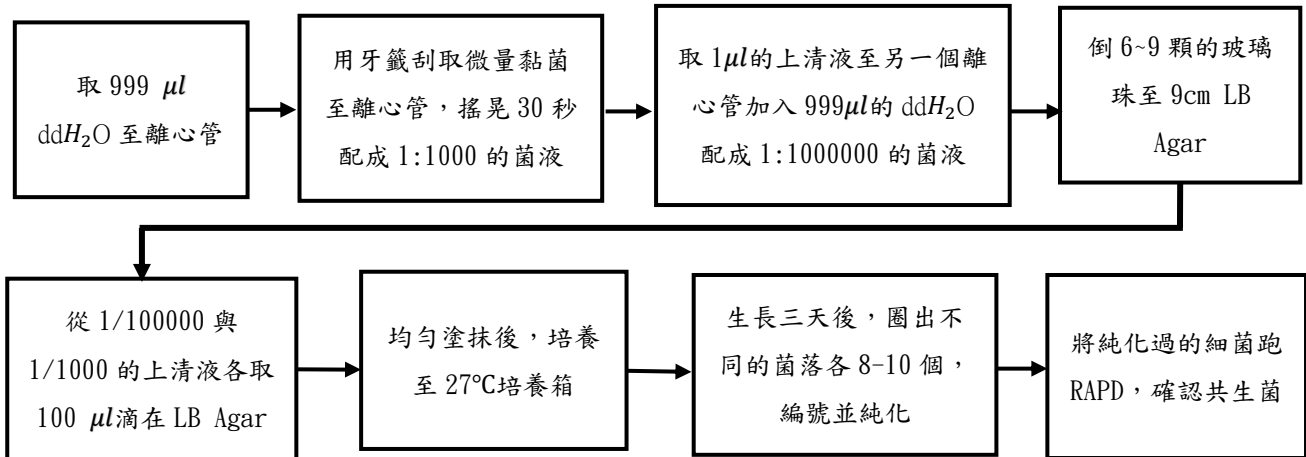 取 999 μl
ddH₂O 至離心管
用牙籤刮取微量黏菌
至離心管，搖晃 30 秒
配成 1:1000 的菌液
取 1μl的上清液至另一個離
心管加入 999μl的 ddH₂O
配成 1:1000000 的菌液
倒 6~9 顆的玻璃
珠至 9cm LB
Agar
從 1/100000 與
1/1000 的上清液各取
100 μl滴在 LB Agar
均勻塗抹後，培養
至 27℃培養箱
生長三天後，圈出不
同的菌落各 8-10 個，
編號並純化
將純化過的細菌跑
RAPD，確認共生菌